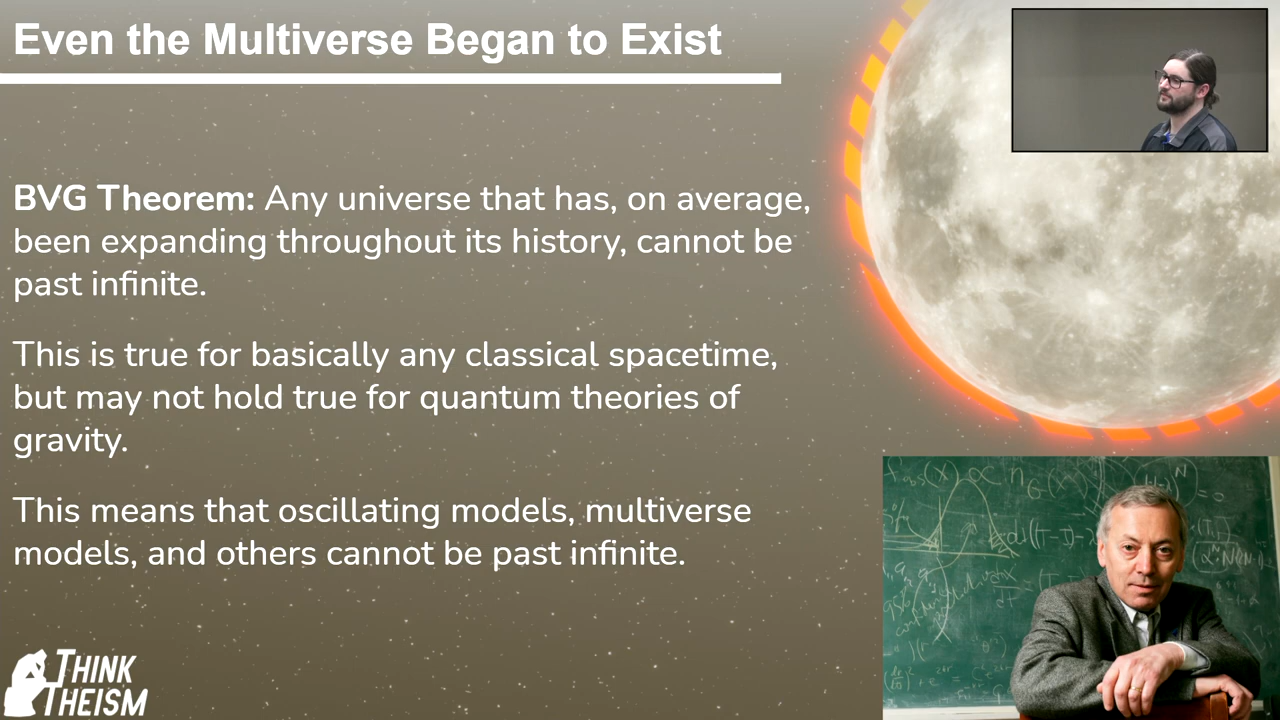 Even the Multiverse Began to Exist
BVG Theorem: Any universe that has, on average,
been expanding throughout its history, cannot be
past infinite.
This is true for basically any classical spacetime,
but may not hold true for quantum theories of
gravity.
This means that oscillating models, multiverse
models, and others cannot be past infinite.
THINK
THEISM